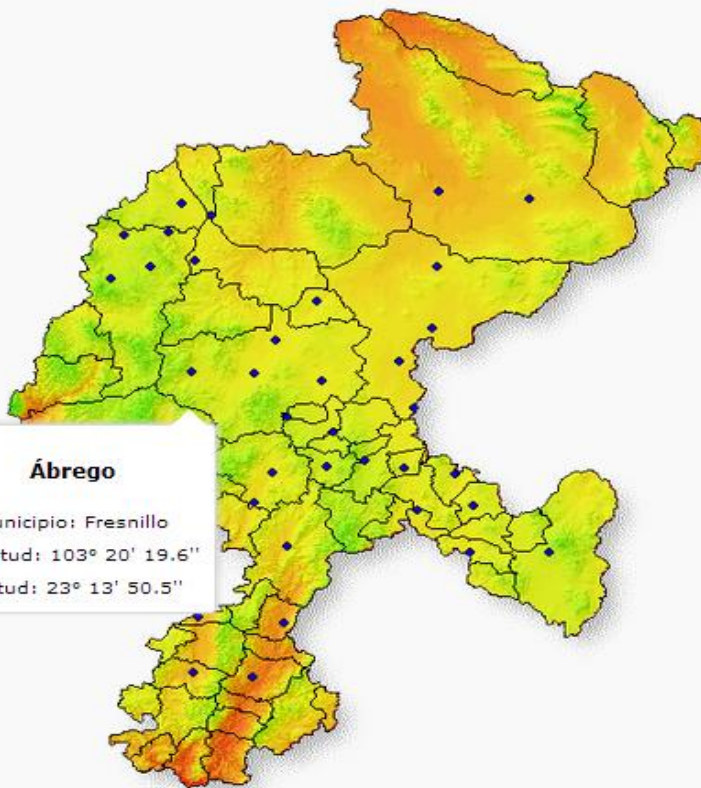 Ábrego
unicipio: Fresnillo
tud: 103° 20' 19.6''
tud: 23° 13' 50.5''